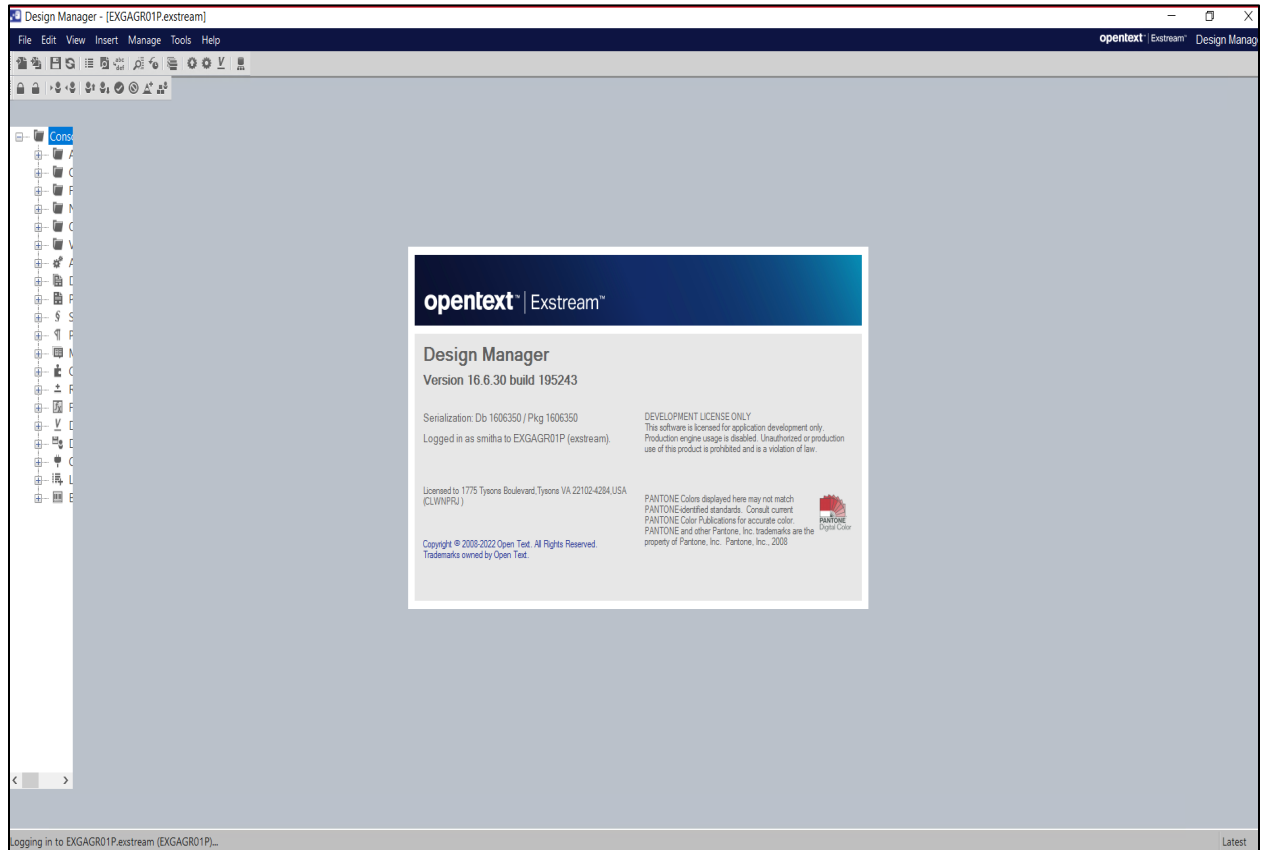 Design Manager - [EXGAGR01P.exstream]
File Edit View Insert Manage Tools Help
opentext™ | Exstream™ Design Manag
Conso
A
C
F
N
C
V
A
D
P
S
P
M
C
R
F
D
D
C
L
E
opentext™ | Exstream™
Design Manager
Version 16.6.30 build 195243
Serialization: Db 1606350 / Pkg 1606350
Logged in as smitha to EXGAGR01P (exstream).
DEVELOPMENT LICENSE ONLY
This software is licensed for application development only.
Production engine usage is disabled. Unauthorized or production
use of this product is prohibited and is a violation of law.
Licensed to 1775 Tysons Boulevard,Tysons VA 22102-4284,USA
(CLWNPRJ )
PANTONE Colors displayed here may not match
PANTONE-identified standards. Consult current
PANTONE Color Publications for accurate color.
PANTONE and other Pantone, Inc. trademarks are the
property of Pantone, Inc. Pantone, Inc., 2008
PANTONE
Digital Color
Copyright © 2008-2022 Open Text. All Rights Reserved.
Trademarks owned by Open Text.
Logging in to EXGAGR01P.exstream (EXGAGR01P)...
Latest